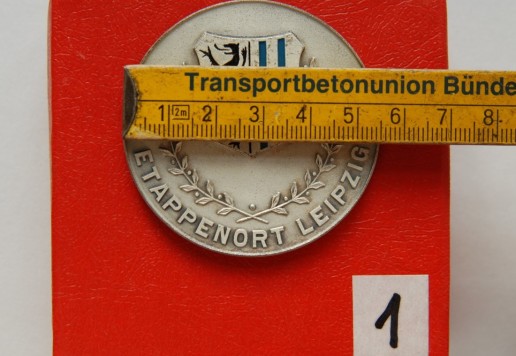 Transportbetonunion Bünde
1 2m 2 3 4 5 6 7 8
ETAPPENORT LEIPZIG
1